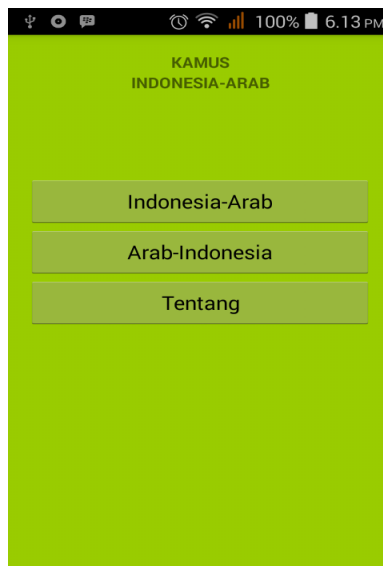 100% 6.13 PM
KAMUS
INDONESIA-ARAB
Indonesia-Arab
Arab-Indonesia
Tentang